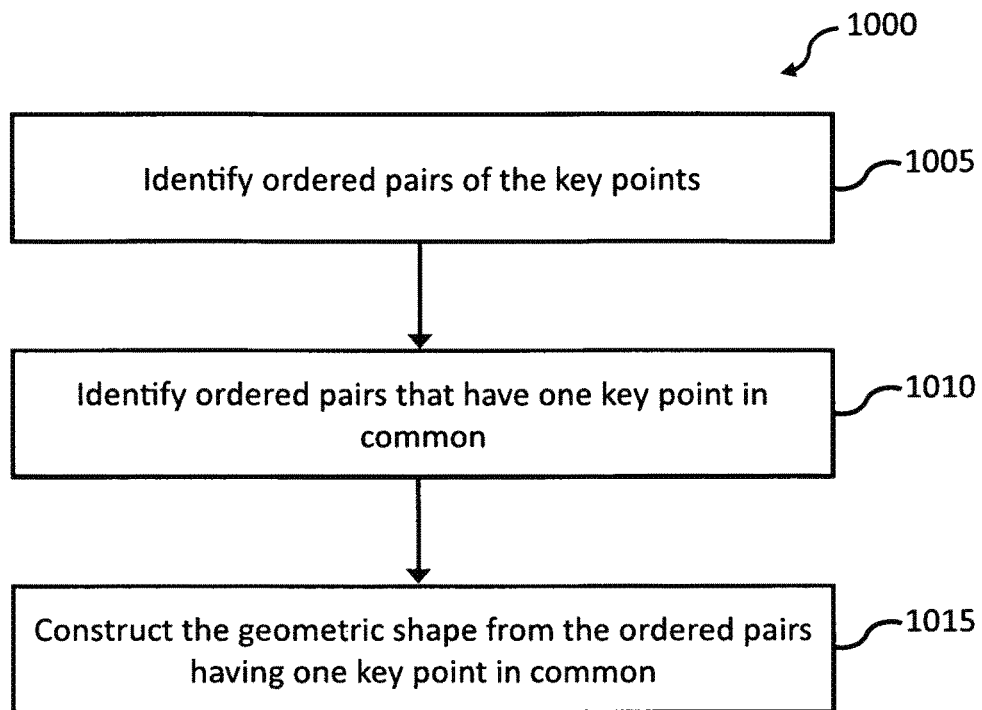 1000
Identify ordered pairs of the key points
1005
Identify ordered pairs that have one key point in
common
1010
Construct the geometric shape from the ordered pairs
having one key point in common
1015